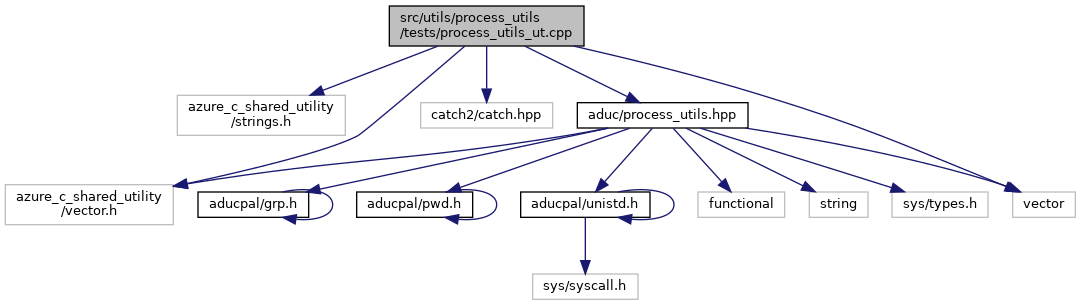 src/utils/process_utils
/tests/process_utils_ut.cpp
azure_c_shared_utility
/strings.h
catch2/catch.hpp
aduc/process_utils.hpp
azure_c_shared_utility
/vector.h
aducpal/grp.h
aducpal/pwd.h
aducpal/unistd.h
functional
string
sys/types.h
vector
sys/syscall.h